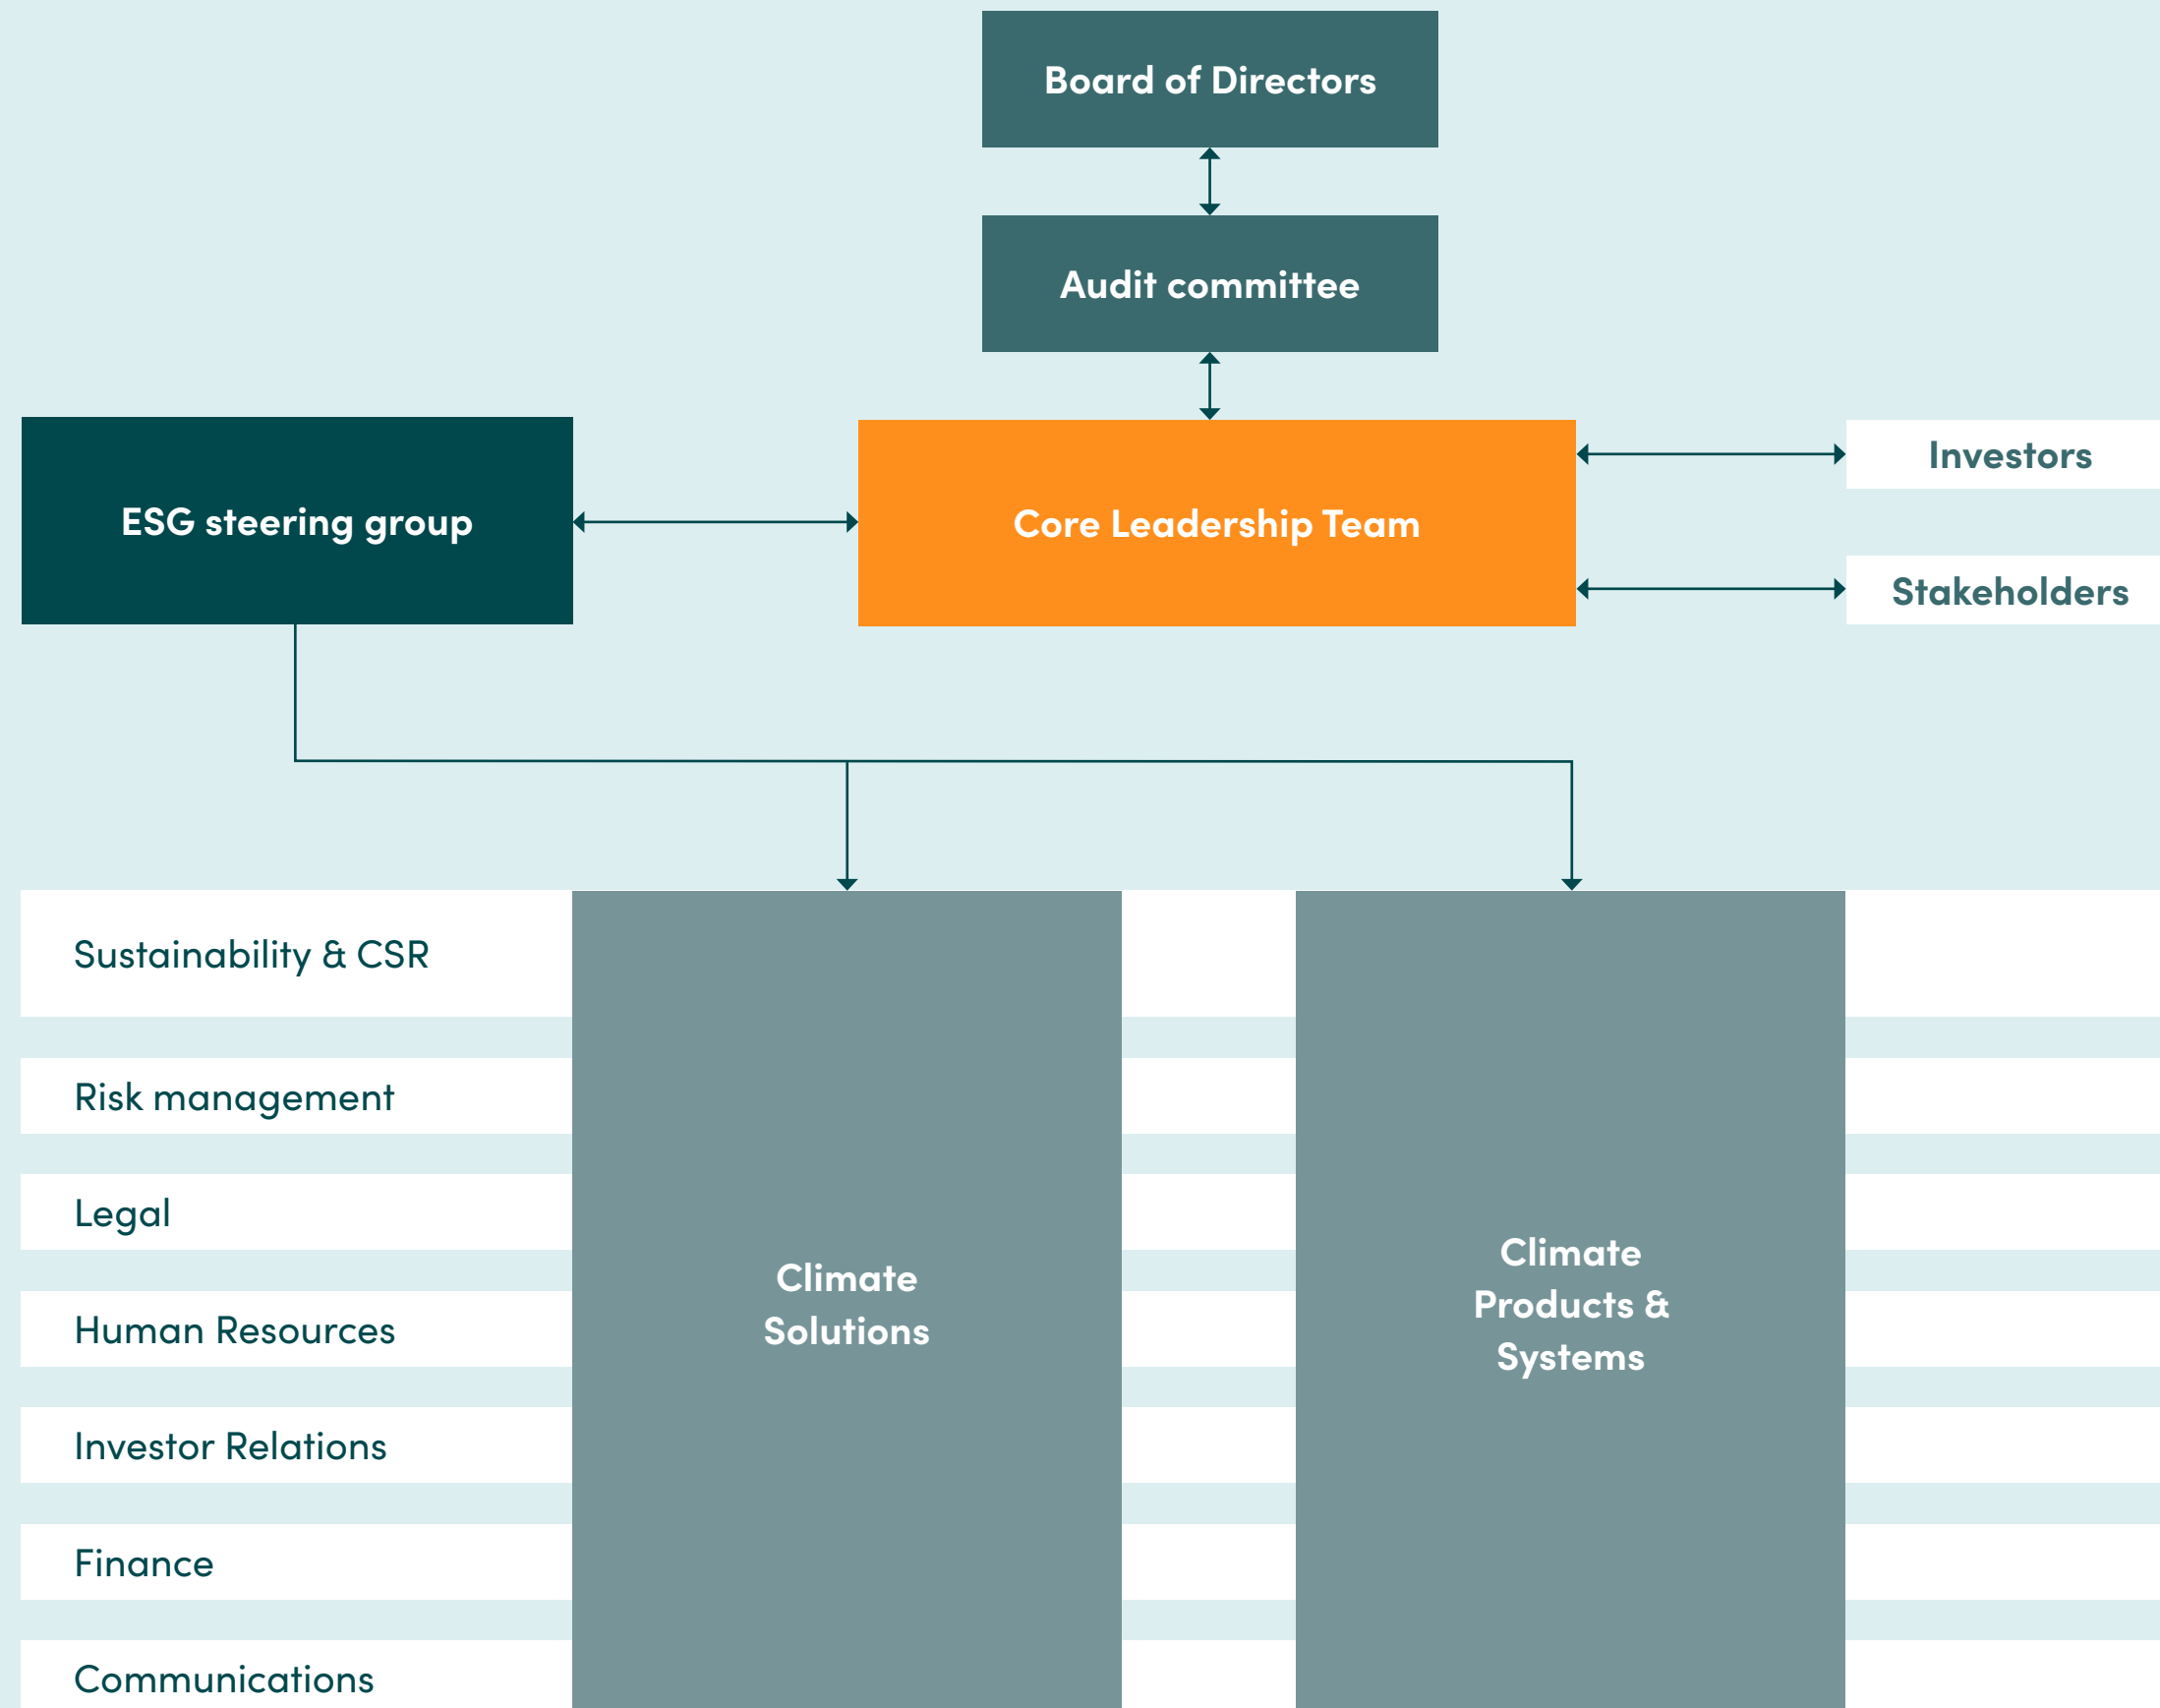 Board of Directors
Audit committee
ESG steering group
Core Leadership Team
Investors
Stakeholders
Sustainability & CSR
Risk management
Legal
Human Resources
Investor Relations
Finance
Communications
Climate
Solutions
Climate
Products &
Systems